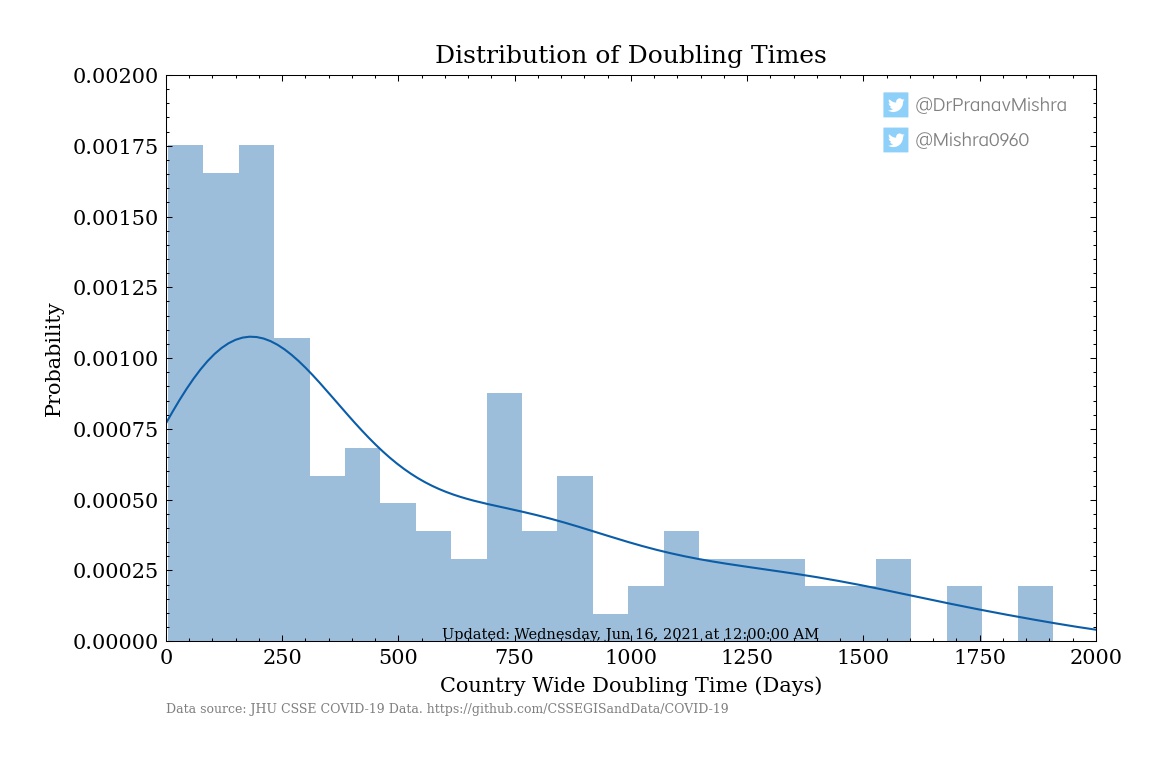 Distribution of Doubling Times
@DrPranavMishra
@Mishra0960
0.00200
0.00175
0.00150
0.00125
0.00100
0.00075
0.00050
0.00025
0.00000
Probability
Updated: Wednesday, Jun 16, 2021 at 12:00:00 AM
0 250 500 750 1000 1250 1500 1750 2000
Country Wide Doubling Time (Days)
Data source: JHU CSSE COVID-19 Data. https://github.com/CSSEGISandData/COVID-19